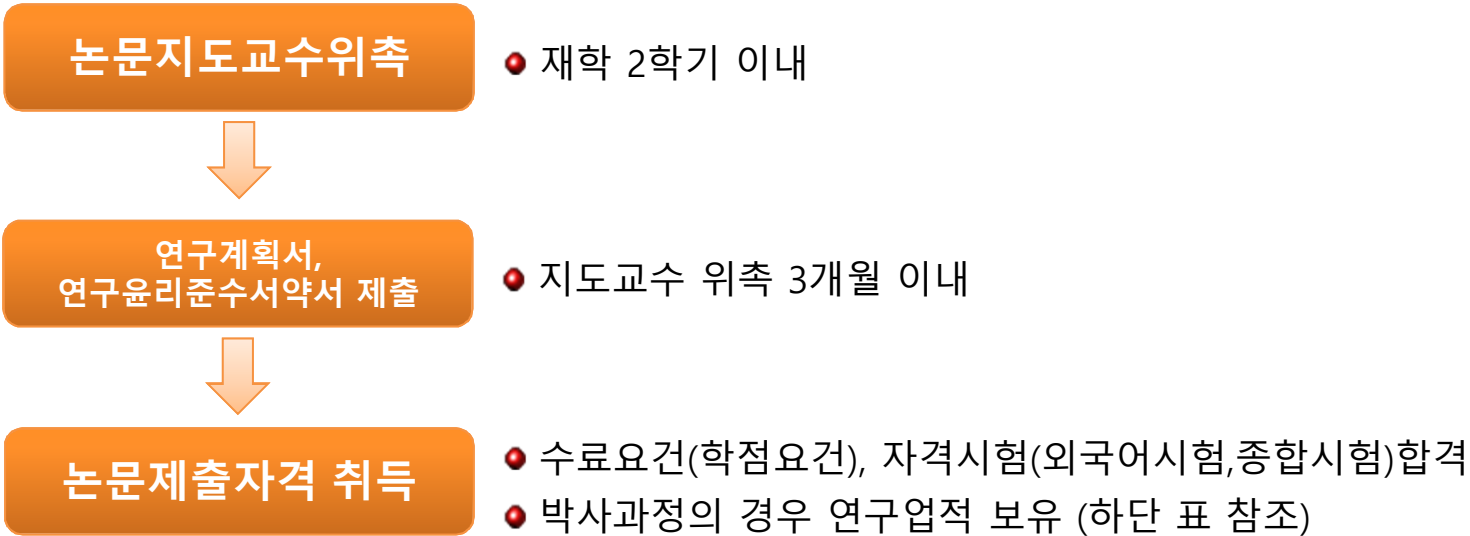 논문지도교수위촉
재학 2학기 이내
연구계획서,
연구윤리준수서약서 제출
지도교수 위촉 3개월 이내
논문제출자격 취득
수료요건(학점요건), 자격시험(외국어시험,종합시험)합격
박사과정의 경우 연구업적 보유 (하단 표 참조)